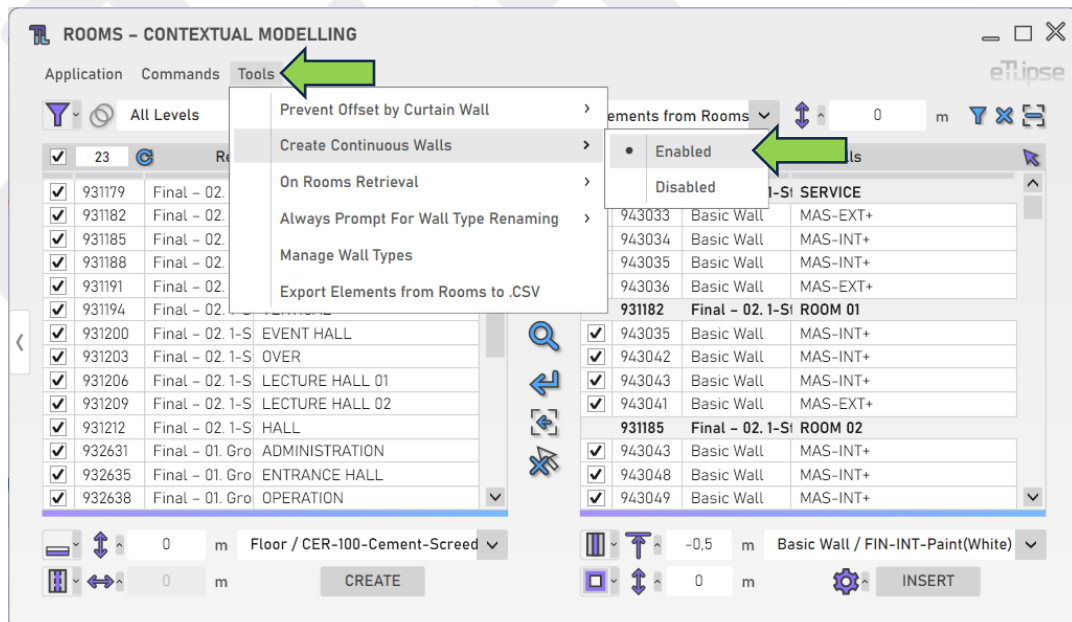 ROOMS – CONTEXTUAL MODELLING
Application Commands Tools
eTLipse
All Levels
ements from Rooms 0 m
Prevent Offset by Curtain Wall
Create Continuous Walls
On Rooms Retrieval
Always Prompt For Wall Type Renaming
Manage Wall Types
Export Elements from Rooms to .CSV
Enabled
Disabled
23 Re
931179 Final – 02.
931182 Final – 02.
931185 Final – 02.
931188 Final – 02.
931191 Final – 02.
931194 Final – 02. 1-S
931200 Final – 02. 1-S EVENT HALL
931203 Final – 02. 1-S OVER
931206 Final – 02. 1-S LECTURE HALL 01
931209 Final – 02. 1-S LECTURE HALL 02
931212 Final – 02. 1-S HALL
932631 Final – 01. Gro ADMINISTRATION
932635 Final – 01. Gro ENTRANCE HALL
932638 Final – 01. Gro OPERATION
ls
1-St SERVICE
943033 Basic Wall MAS-EXT+
943034 Basic Wall MAS-INT+
943035 Basic Wall MAS-INT+
943036 Basic Wall MAS-EXT+
931182 Final – 02. 1-St ROOM 01
943035 Basic Wall MAS-INT+
943042 Basic Wall MAS-INT+
943043 Basic Wall MAS-INT+
943041 Basic Wall MAS-EXT+
931185 Final – 02. 1-St ROOM 02
943043 Basic Wall MAS-INT+
943048 Basic Wall MAS-INT+
943049 Basic Wall MAS-INT+
0 m Floor / CER-100-Cement-Screed
0 m CREATE
-0,5 m Basic Wall / FIN-INT-Paint(White)
0 m INSERT